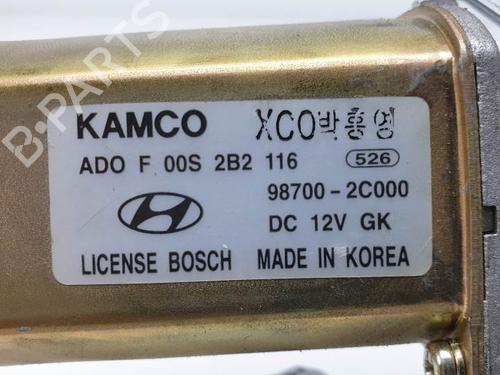 KAMCO XCO박흥영
ADO F 00S 2B2 116 526
98700-2C000
DC 12V GK
LICENSE BOSCH MADE IN KOREA
B-PARTS